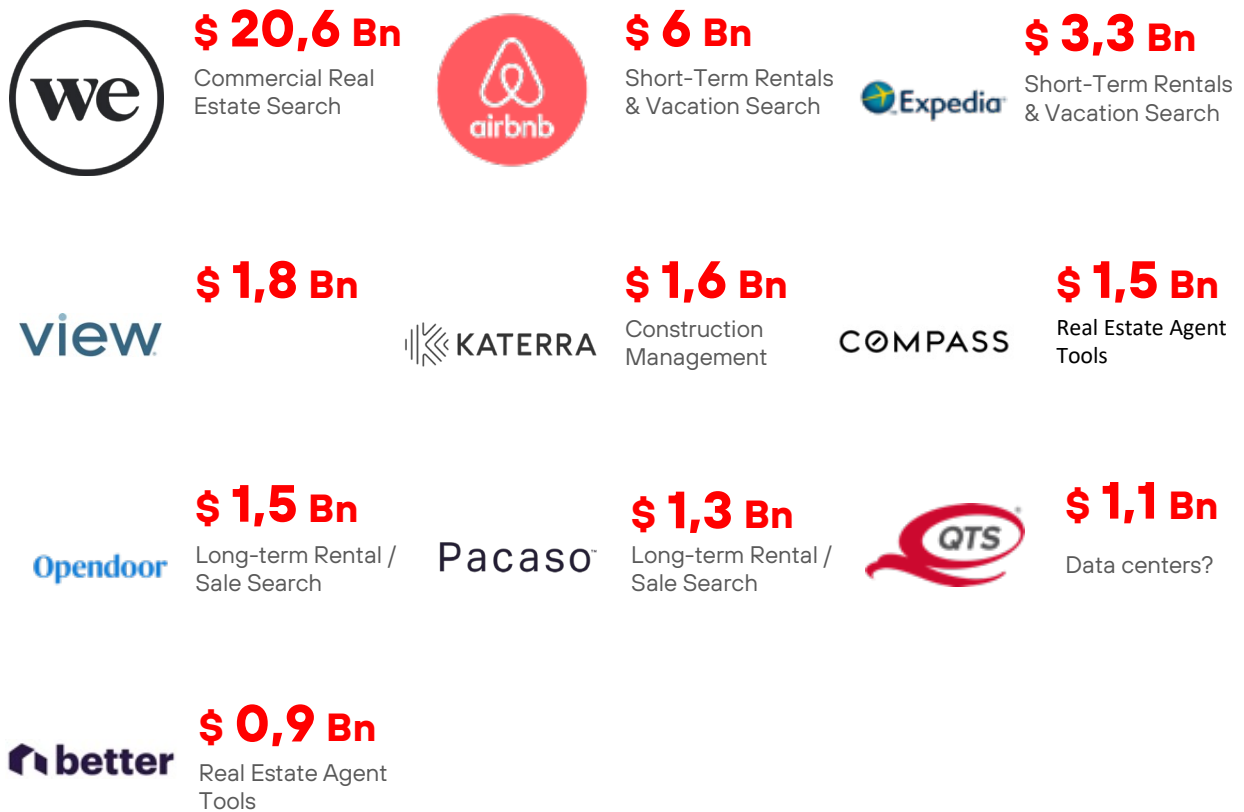 we
$ 20,6 Bn
Commercial Real
Estate Search
airbnb
$ 6 Bn
Short-Term Rentals
& Vacation Search
Expedia
$ 3,3 Bn
Short-Term Rentals
& Vacation Search
view
$ 1,8 Bn
KATERRA
$ 1,6 Bn
Construction
Management
COMPASS
$ 1,5 Bn
Real Estate Agent
Tools
Opendoor
$ 1,5 Bn
Long-term Rental /
Sale Search
Pacaso
$ 1,3 Bn
Long-term Rental /
Sale Search
QTS
$ 1,1 Bn
Data centers?
better
$ 0,9 Bn
Real Estate Agent
Tools